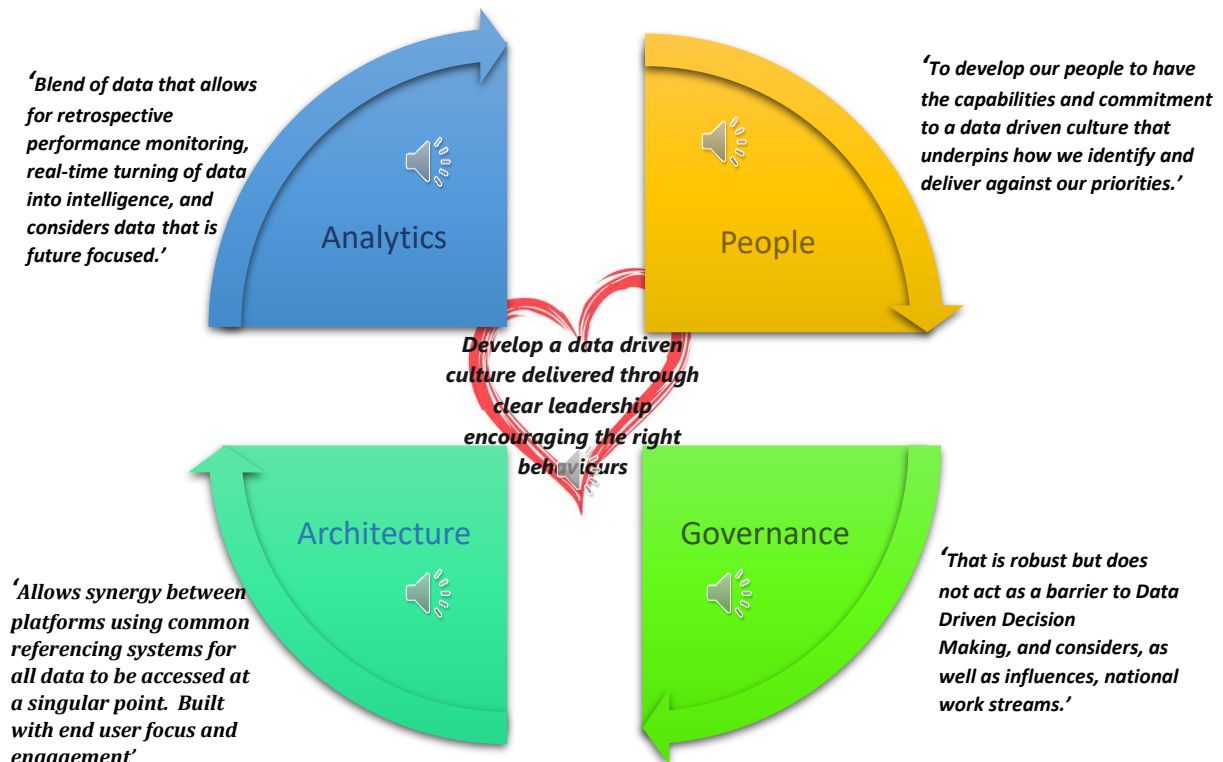 ‘Blend of data that allows
for retrospective
performance monitoring,
real-time turning of data
into intelligence, and
considers data that is
future focused.’
Analytics
People
‘To develop our people to have
the capabilities and commitment
to a data driven culture that
underpins how we identify and
deliver against our priorities.’
Develop a data driven
culture delivered through
clear leadership
encouraging the right
behaviours
Architecture
Governance
‘Allows synergy between
platforms using common
referencing systems for
all data to be accessed at
a singular point.  Built
with end user focus and
engagement’
‘That is robust but does
not act as a barrier to Data
Driven Decision
Making, and considers, as
well as influences, national
work streams.’